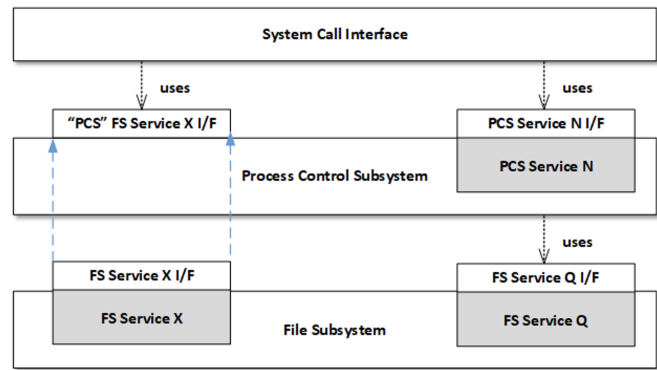 System Call Interface
uses
uses
“PCS” FS Service X I/F
PCS Service N I/F
PCS Service N
Process Control Subsystem
uses
FS Service X I/F
FS Service Q I/F
FS Service X
FS Service Q
File Subsystem